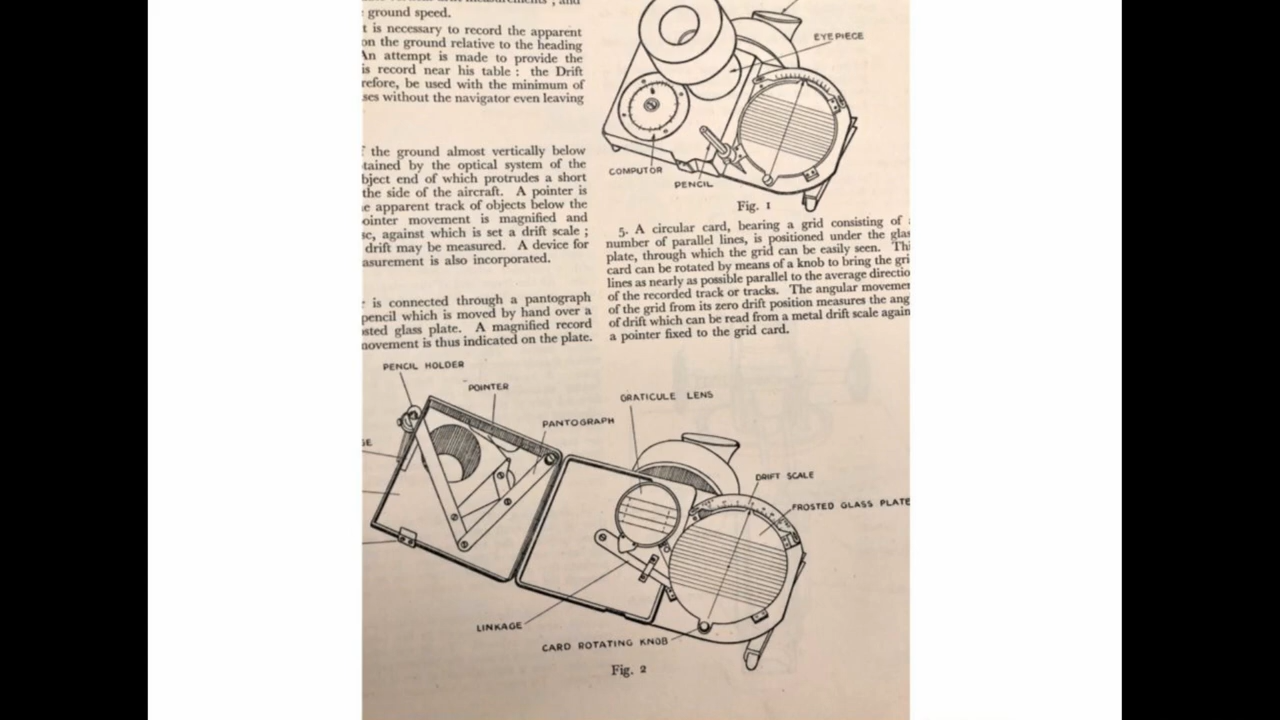 ground speed.
t is necessary to record the apparent
on the ground relative to the heading
An attempt is made to provide the
is record near his table : the Drift
refore, be used with the minimum of
ses without the navigator even leaving
the ground almost vertically below
tained by the optical system of the
bject end of which protrudes a short
the side of the aircraft. A pointer is
e apparent track of objects below the
ointer movement is magnified and
sc, against which is set a drift scale ;
drift may be measured. A device for
asurement is also incorporated.
is connected through a pantograph
pencil which is moved by hand over a
sted glass plate. A magnified record
movement is thus indicated on the plate.
EYEPIECE
COMPUTOR
PENCIL
Fig. 1
5. A circular card, bearing a grid consisting of
number of parallel lines, is positioned under the glas
plate, through which the grid can be easily seen. Thi
card can be rotated by means of a knob to bring the gri
lines as nearly as possible parallel to the average directio
of the recorded track or tracks. The angular movemen
of the grid from its zero drift position measures the ang
of drift which can be read from a metal drift scale again
a pointer fixed to the grid card.
PENCIL HOLDER
POINTER
GRATICULE LENS
PANTOGRAPH
GE
DRIFT SCALE
FROSTED GLASS PLATE
LINKAGE
CARD ROTATING KNOB
Fig. 2